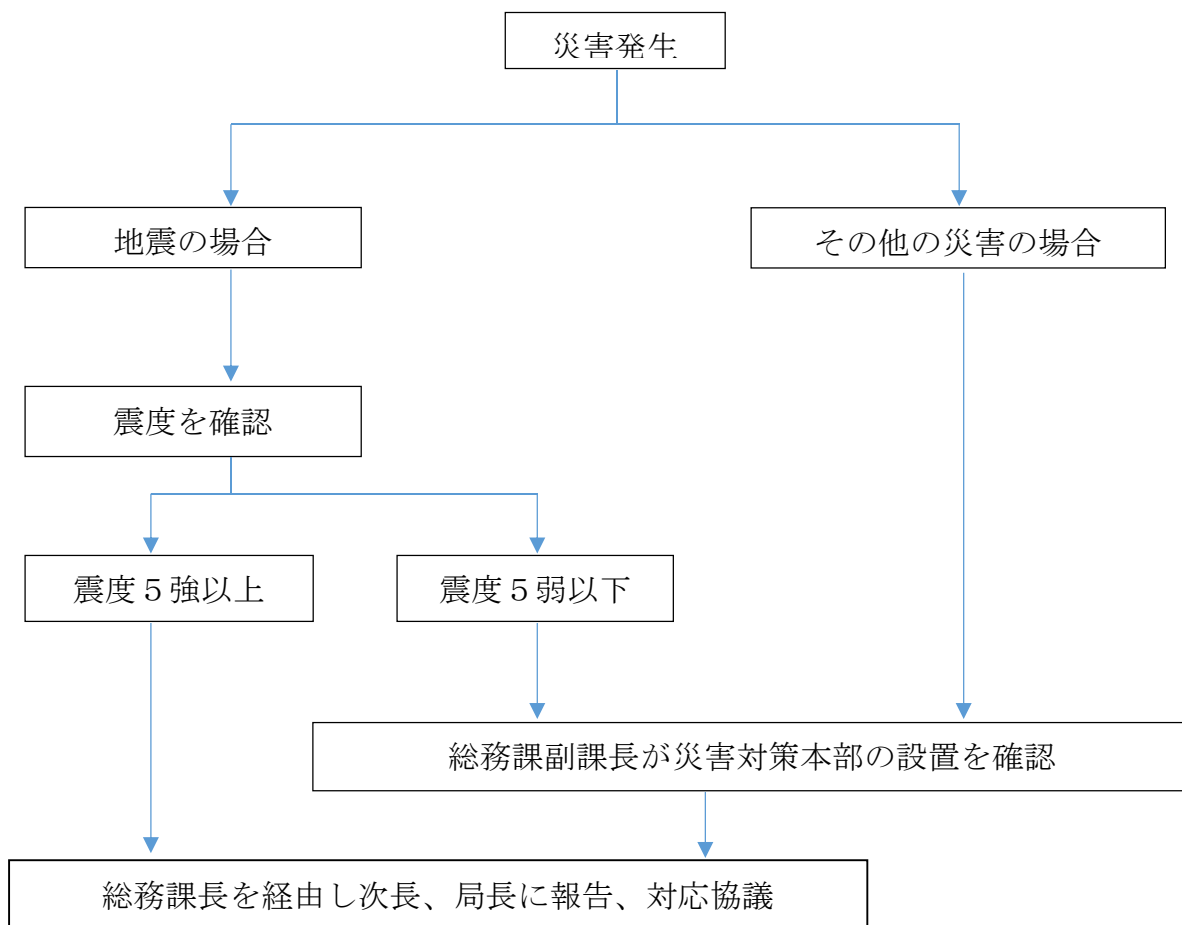 災害発生
地震の場合
その他の災害の場合
震度を確認
震度５強以上
震度５弱以下
総務課副課長が災害対策本部の設置を確認
総務課長を経由し次長、局長に報告、対応協議